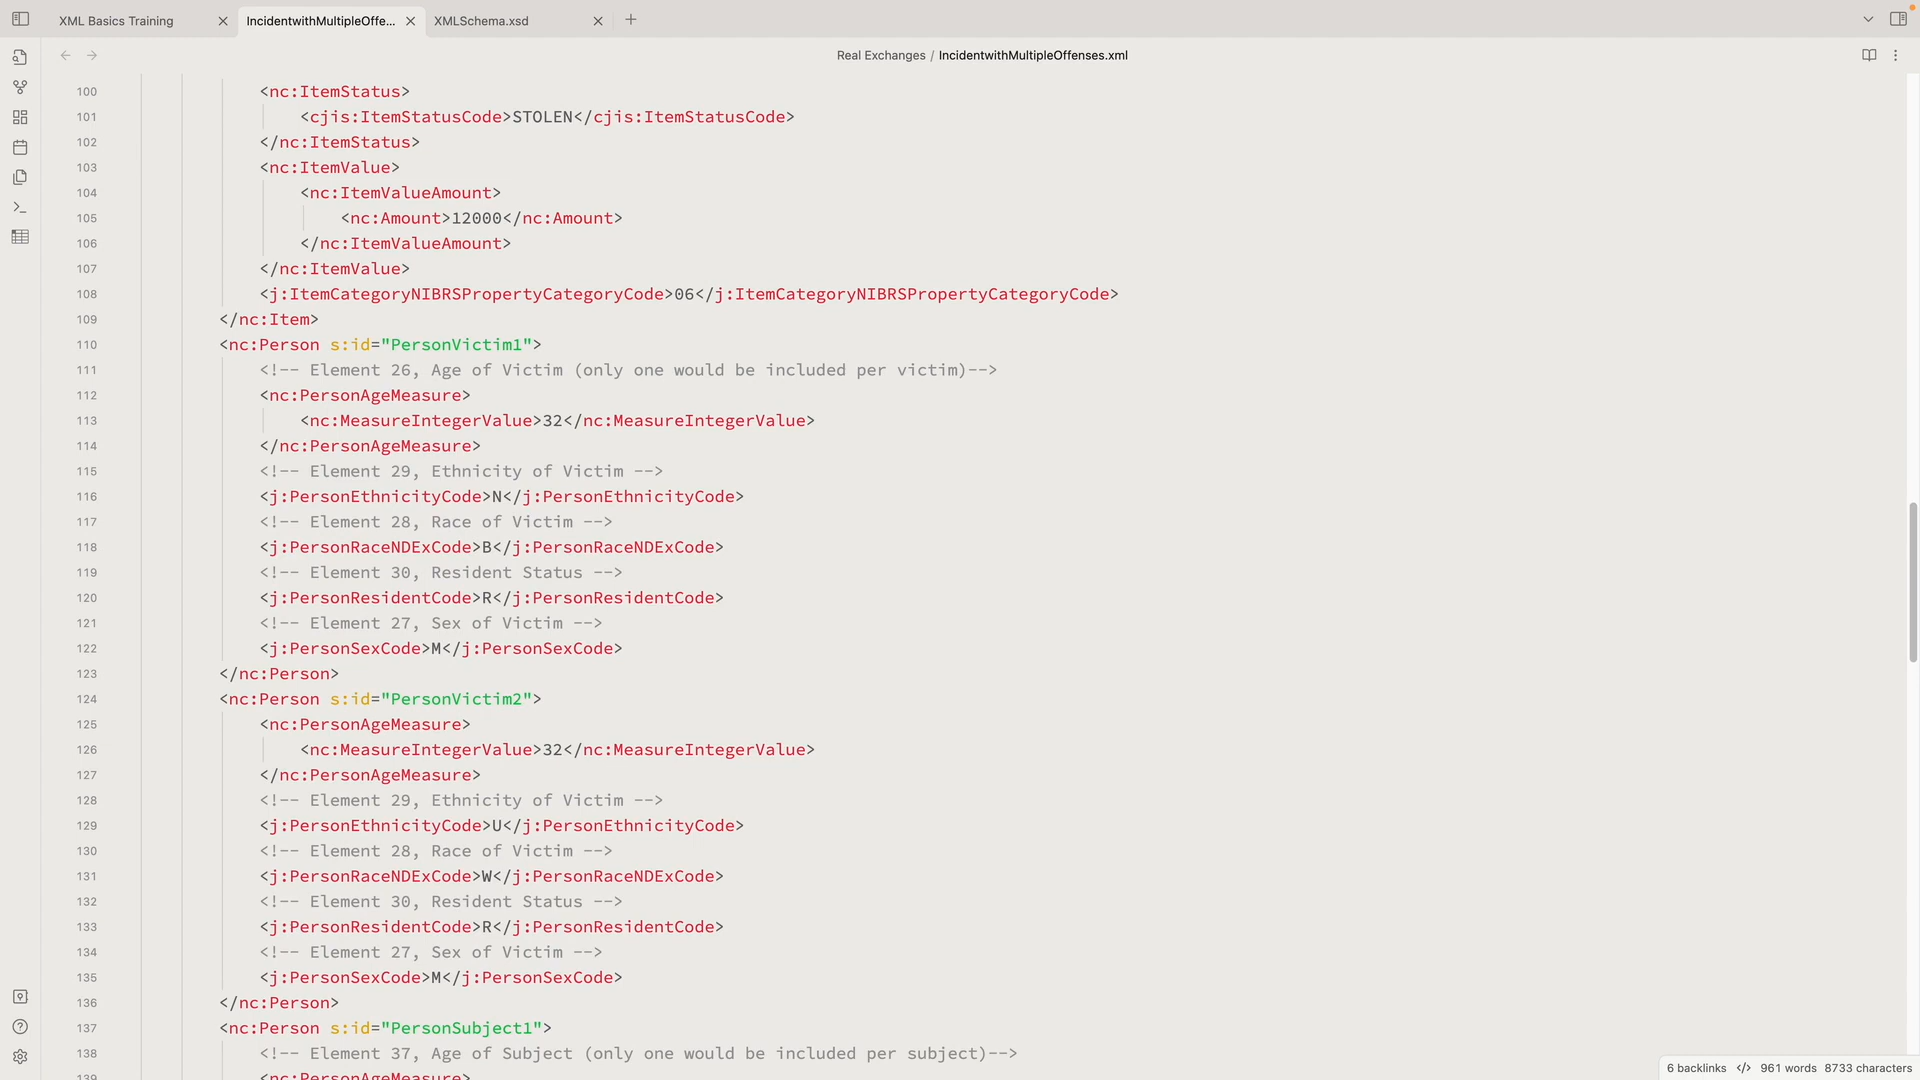 XML Basics Training
IncidentwithMultipleOffe...
XMLSchema.xsd
Real Exchanges / IncidentwithMultipleOffenses.xml
100 <nc:ItemStatus>
101 <cjis:ItemStatusCode>STOLEN</cjis:ItemStatusCode>
102 </nc:ItemStatus>
103 <nc:ItemValue>
104 <nc:ItemValueAmount>
105 <nc:Amount>12000</nc:Amount>
106 </nc:ItemValueAmount>
107 </nc:ItemValue>
108 <j:ItemCategoryNIBRSPropertyCategoryCode>06</j:ItemCategoryNIBRSPropertyCategoryCode>
109 </nc:Item>
110 <nc:Person s:id="PersonVictim1">
111 <!-- Element 26, Age of Victim (only one would be included per victim)-->
112 <nc:PersonAgeMeasure>
113 <nc:MeasureIntegerValue>32</nc:MeasureIntegerValue>
114 </nc:PersonAgeMeasure>
115 <!-- Element 29, Ethnicity of Victim -->
116 <j:PersonEthnicityCode>N</j:PersonEthnicityCode>
117 <!-- Element 28, Race of Victim -->
118 <j:PersonRaceNDExCode>B</j:PersonRaceNDExCode>
119 <!-- Element 30, Resident Status -->
120 <j:PersonResidentCode>R</j:PersonResidentCode>
121 <!-- Element 27, Sex of Victim -->
122 <j:PersonSexCode>M</j:PersonSexCode>
123 </nc:Person>
124 <nc:Person s:id="PersonVictim2">
125 <nc:PersonAgeMeasure>
126 <nc:MeasureIntegerValue>32</nc:MeasureIntegerValue>
127 </nc:PersonAgeMeasure>
128 <!-- Element 29, Ethnicity of Victim -->
129 <j:PersonEthnicityCode>U</j:PersonEthnicityCode>
130 <!-- Element 28, Race of Victim -->
131 <j:PersonRaceNDExCode>W</j:PersonRaceNDExCode>
132 <!-- Element 30, Resident Status -->
133 <j:PersonResidentCode>R</j:PersonResidentCode>
134 <!-- Element 27, Sex of Victim -->
135 <j:PersonSexCode>M</j:PersonSexCode>
136 </nc:Person>
137 <nc:Person s:id="PersonSubject1">
138 <!-- Element 37, Age of Subject (only one would be included per subject)-->
139 <nc:PersonAgeMeasure>
6 backlinks </> 961 words 8733 characters